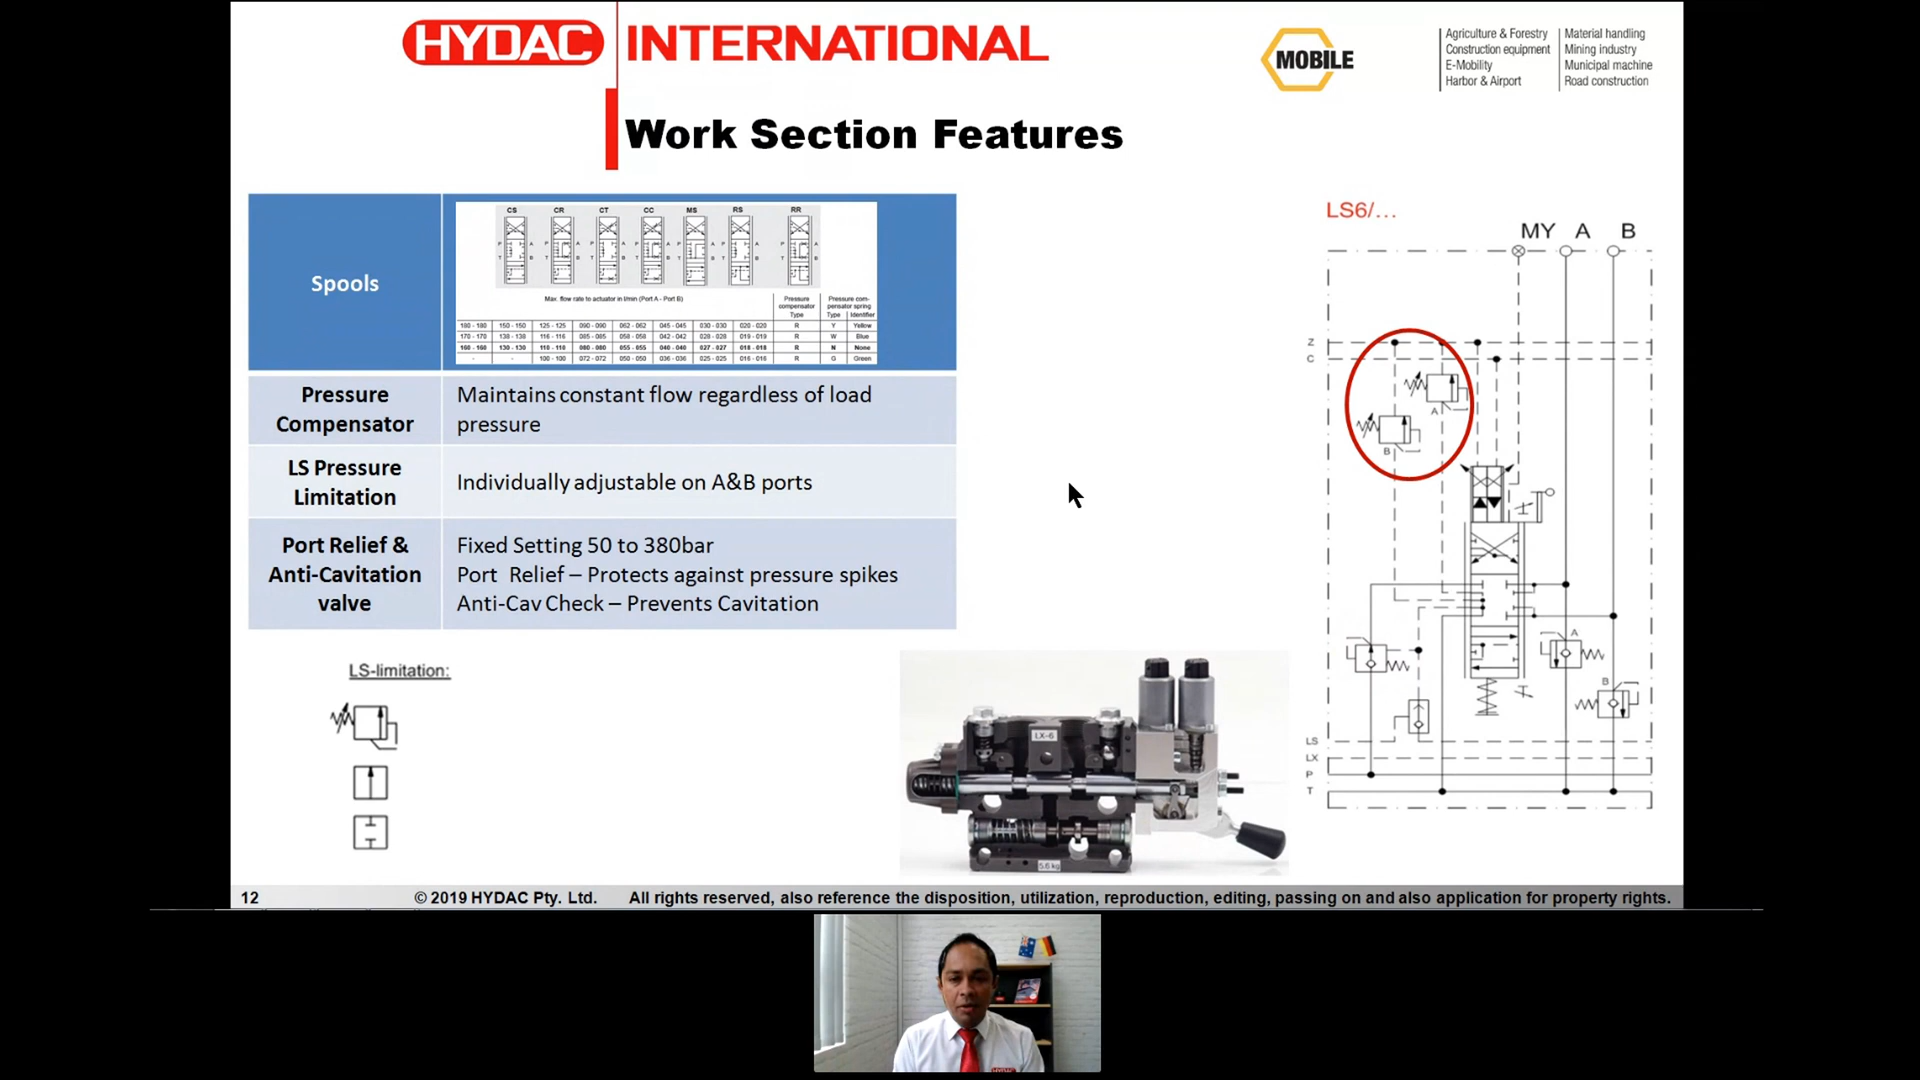 HYDAC INTERNATIONAL
MOBILE
Agriculture & Forestry
Construction equipment
E-Mobility
Harbor & Airport
Material handling
Mining industry
Municipal machine
Road construction
Work Section Features
Spools
CS CR CT CC MS RS RR
Max. flow rate to actuator in l/min (Port A - Port B)
Pressure compensator Type
Pressure compensator spring
Type Identifier
180 - 180 150 - 150 125 - 125 090 - 090 062 - 062 045 - 045 030 - 030 020 - 020 R Y Yellow
170 - 170 138 - 138 116 - 116 085 - 085 058 - 058 042 - 042 028 - 028 019 - 019 R W Blue
160 - 160 130 - 130 110 - 110 080 - 080 055 - 055 040 - 040 027 - 027 018 - 018 R N None
- - 100 - 100 072 - 072 050 - 050 036 - 036 025 - 025 016 - 016 R G Green
Pressure
Compensator
Maintains constant flow regardless of load
pressure
LS Pressure
Limitation
Individually adjustable on A&B ports
Port Relief &
Anti-Cavitation
valve
Fixed Setting 50 to 380bar
Port Relief – Protects against pressure spikes
Anti-Cav Check – Prevents Cavitation
LS-limitation:
LX-6
5.6 kg
LS6/...
MY A B
Z
C
A
B
A
B
LS
LX
P
T
12
© 2019 HYDAC Pty. Ltd. All rights reserved, also reference the disposition, utilization, reproduction, editing, passing on and also application for property rights.